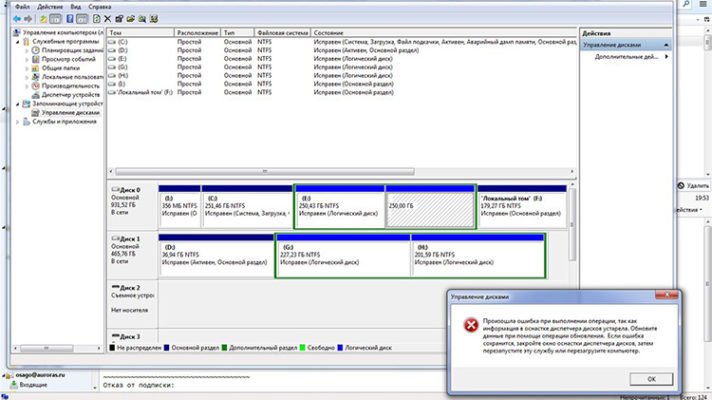 Файл Действие Вид Справка
Управление компьютером (л
Служебные программы
Планировщик задани
Просмотр событий
Общие папки
Локальные пользоват
Производительность
Диспетчер устройств
Запоминающие устройст
Управление дисками
Службы и приложения
Том Расположение Тип Файловая система Состояние
(C:) Простой Основной NTFS Исправен (Система, Загрузка, Файл подкачки, Активен, Аварийный дамп памяти, Основной раз
(D:) Простой Основной NTFS Исправен (Активен, Основной раздел)
(E:) Простой Основной NTFS Исправен (Логический диск)
(G:) Простой Основной NTFS Исправен (Логический диск)
(H:) Простой Основной NTFS Исправен (Логический диск)
(I:) Простой Основной NTFS Исправен (Основной раздел)
'Локальный том' (F:) Простой Основной NTFS Исправен (Основной раздел)
Действия
Управление дисками
Дополнительные дей...
Удалить
19:53
действия
Диск 0
Основной
931,52 ГБ
В сети
(I:)
356 МБ NTFS
Исправен (О
(C:)
251,46 ГБ NTFS
Исправен (Система, Загрузка,
(E:)
250,43 ГБ NTFS
Исправен (Логический диск)
250,00 ГБ
'Локальный том' (F:)
179,27 ГБ NTFS
Исправен (Основной раздел)
Диск 1
Основной
465,76 ГБ
В сети
(D:)
36,94 ГБ NTFS
Исправен (Активен, Основной раздел)
(G:)
227,23 ГБ NTFS
Исправен (Логический диск)
(H:)
201,59 ГБ NTFS
Исправен (Логический диск)
Диск 2
Съемное устрої
Нет носителя
Диск 3
Не распределен Основной раздел Дополнительный раздел Свободно Логический диск
Управление дисками
Произошла ошибка при выполнении операции, так как
информация в оснастке диспетчера дисков устарела. Обновите
данные при помощи операции обновления. Если ошибка
сохранится, закройте окно оснастки диспетчера дисков, затем
перезапустите эту службу или перезагрузите компьютер.
OK
osago@auroras.ru
Входящие
Отказ от подписки:
Непрочитанных: 1 Всего: 124